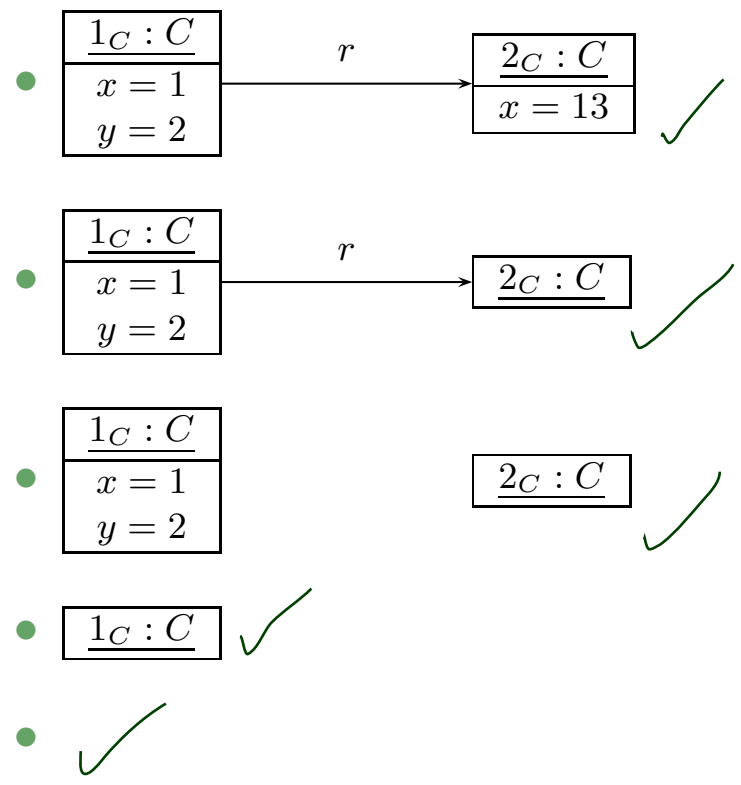 1_C : C
r
2_C : C
x = 1
x = 13
y = 2
1_C : C
r
2_C : C
x = 1
y = 2
1_C : C
2_C : C
x = 1
y = 2
1_C : C